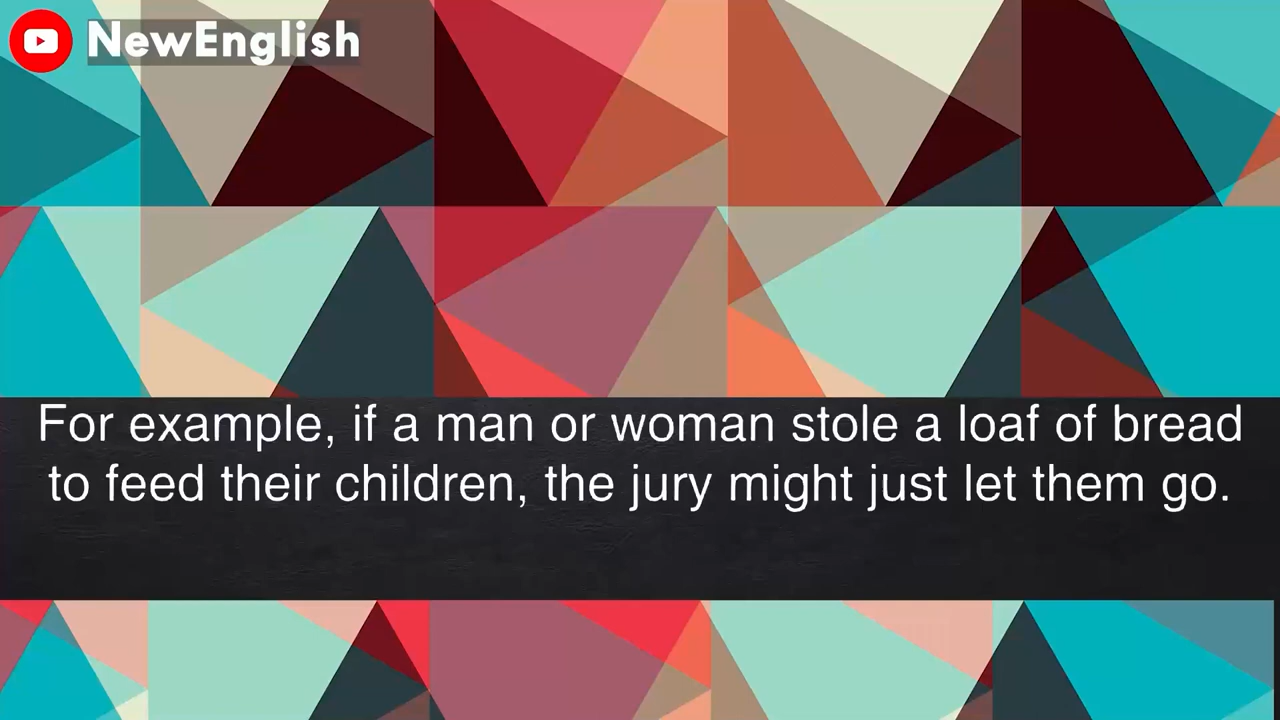 NewEnglish
For example, if a man or woman stole a loaf of bread
to feed their children, the jury might just let them go.